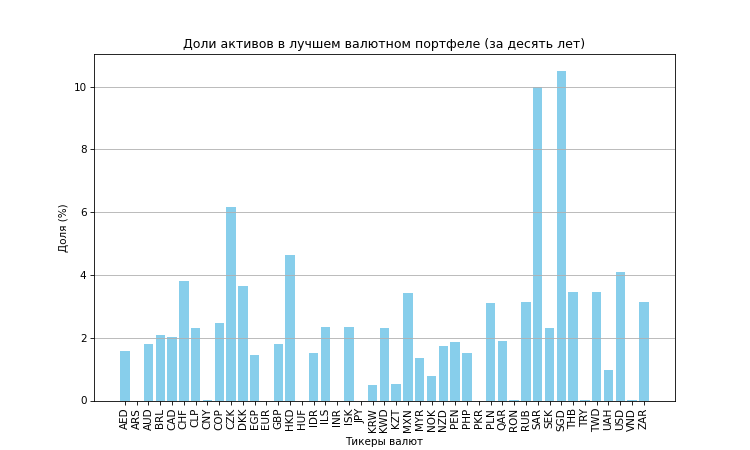 Доли активов в лучшем валютном портфеле (за десять лет)
Доля (%)
10
8
6
4
2
0
AED ARS AUD BRL CAD CHF CLP CNY COP CZK DKK EGP EUR GBP HKD HUF IDR ILS INR ISK JPY KRW KWD KZT MXN MYR NOK NZD PEN PHP PKR PLN QAR RON RUB SAR SEK SGD THB TRY TWD UAH USD VND ZAR
Тикеры валют